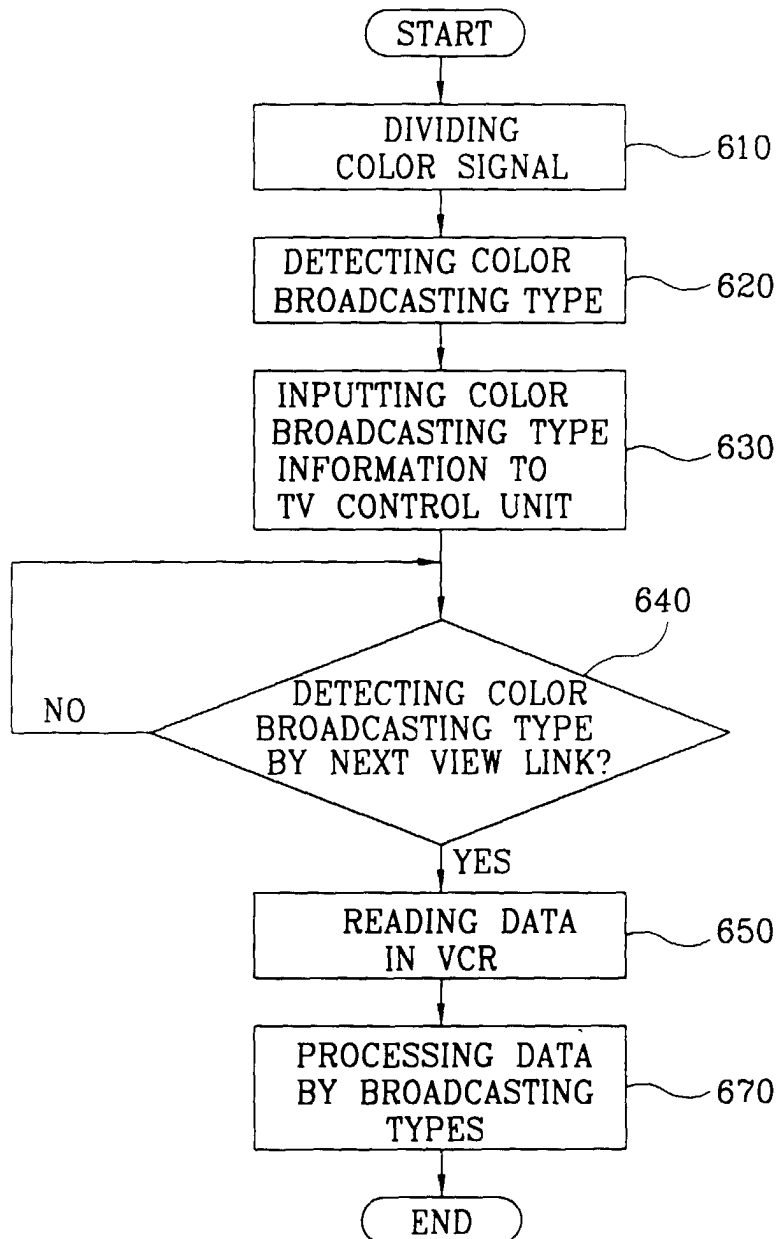 START
DIVIDING
COLOR SIGNAL
610
DETECTING COLOR
BROADCASTING TYPE
620
INPUTTING COLOR
BROADCASTING TYPE
INFORMATION TO
TV CONTROL UNIT
630
640
DETECTING COLOR
BROADCASTING TYPE
BY NEXT VIEW LINK?
NO
YES
READING DATA
IN VCR
650
PROCESSING DATA
BY BROADCASTING
TYPES
670
END